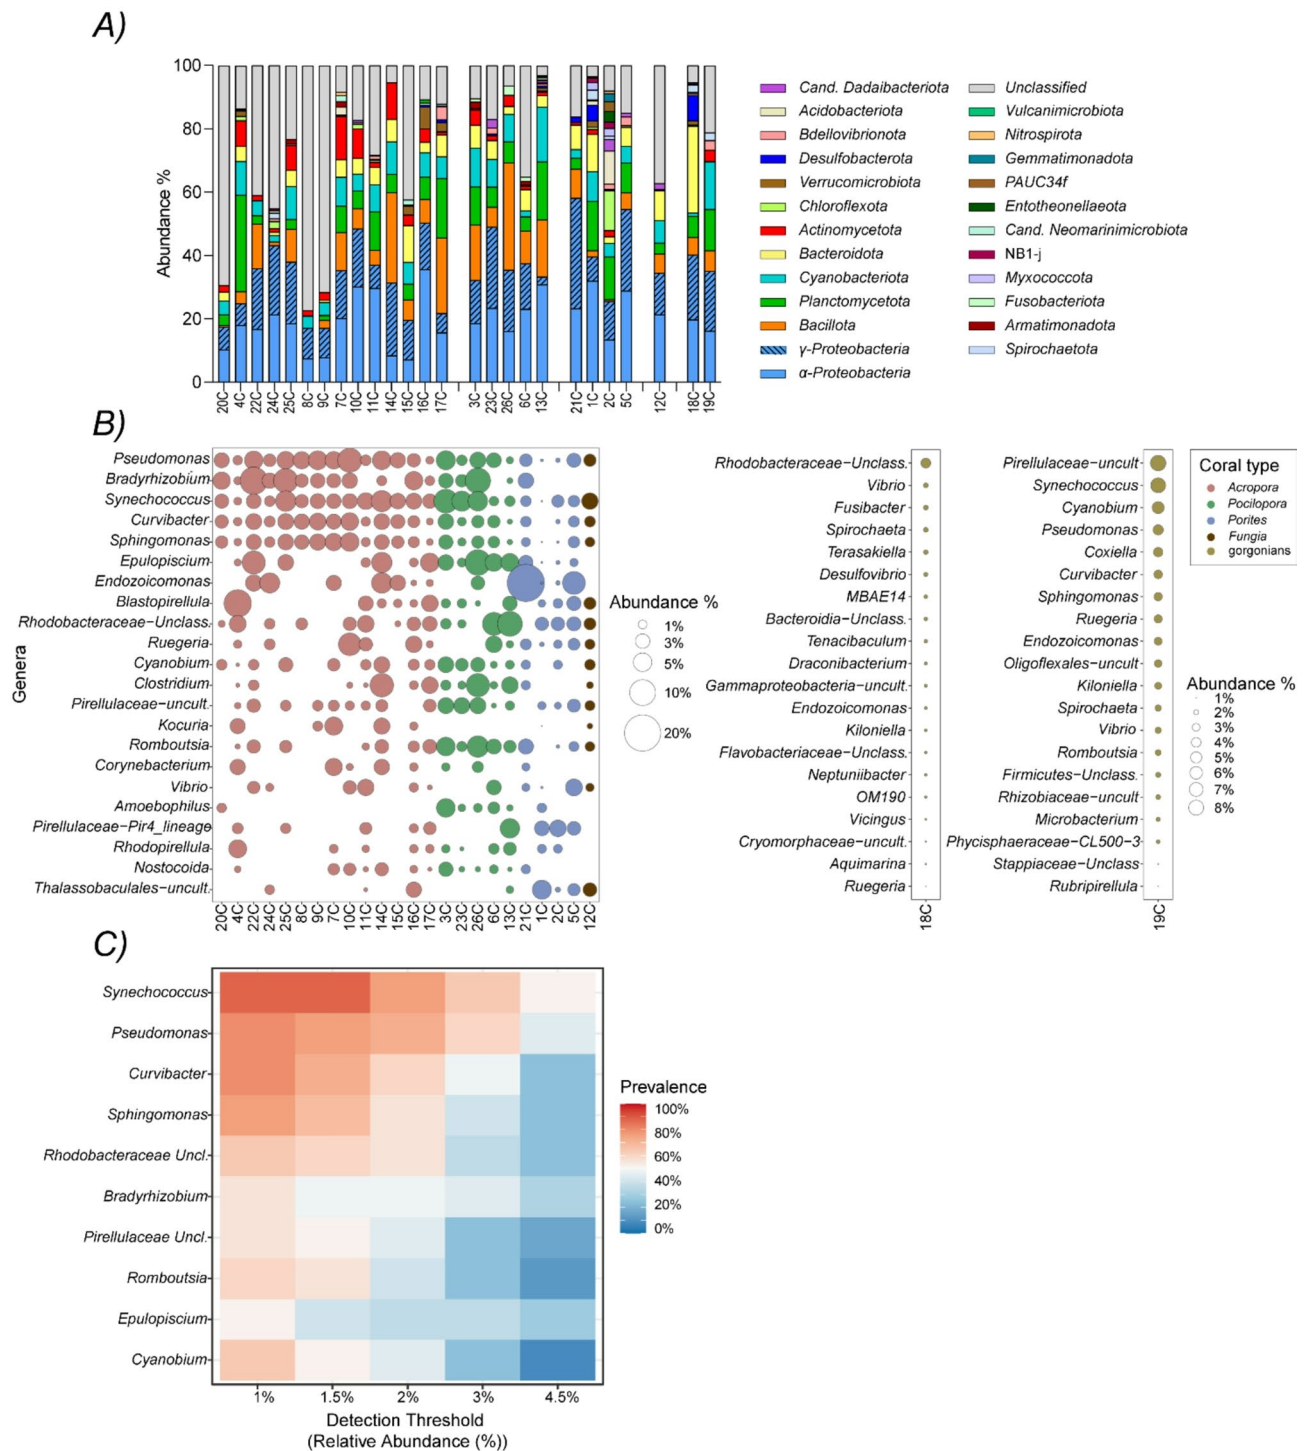 A)
Abundance %
100
80
60
40
20
0
20C 4C 22C 24C 25C 8C 9C 7C 10C 11C 14C 15C 16C 17C 3C 23C 26C 6C 13C 21C 1C 2C 5C 12C 18C 19C
Cand. Dadaibacteriota
Acidobacteriota
Bdellovibrionota
Desulfobacterota
Verrucomicrobiota
Chloroflexota
Actinomycetota
Bacteroidota
Cyanobacteriota
Planctomycetota
Bacillota
γ-Proteobacteria
α-Proteobacteria
Unclassified
Vulcanimicrobiota
Nitrospirota
Gemmatimonadota
PAUC34f
Entotheonellaeota
Cand. Neomarinimicrobiota
NB1-j
Myxococcota
Fusobacteriota
Armatimonadota
Spirochaetota
B)
Genera
Pseudomonas
Bradyrhizobium
Synechococcus
Curvibacter
Sphingomonas
Epulopiscium
Endozoicomonas
Blastopirellula
Rhodobacteraceae-Unclass.
Ruegeria
Cyanobium
Clostridium
Pirellulaceae-uncult.
Kocuria
Romboutsia
Corynebacterium
Vibrio
Amoebophilus
Pirellulaceae-Pir4_lineage
Rhodopirellula
Nostocoida
Thalassobaculales-uncult.
20C 4C 22C 24C 25C 8C 9C 7C 10C 11C 14C 15C 16C 17C 3C 23C 26C 6C 13C 21C 1C 2C 5C 12C
Abundance %
1%
3%
5%
10%
20%
Rhodobacteraceae-Unclass.
Vibrio
Fusibacter
Spirochaeta
Terasakiella
Desulfovibrio
MBAE14
Bacteroidia-Unclass.
Tenacibaculum
Draconibacterium
Gammaproteobacteria-uncult.
Endozoicomonas
Kiloniella
Flavobacteriaceae-Unclass.
Neptuniibacter
OM190
Vicingus
Cryomorphaceae-uncult.
Aquimarina
Ruegeria
18C
Pirellulaceae-uncult
Synechococcus
Cyanobium
Pseudomonas
Coxiella
Curvibacter
Sphingomonas
Ruegeria
Endozoicomonas
Oligoflexales-uncult
Kiloniella
Spirochaeta
Vibrio
Romboutsia
Firmicutes-Unclass.
Rhizobiaceae-uncult
Microbacterium
Phycisphaeraceae-CL500-3
Stappiaceae-Unclass
Rubripirellula
19C
Coral type
Acropora
Pocilopora
Porites
Fungia
gorgonians
Abundance %
1%
2%
3%
4%
5%
6%
7%
8%
C)
Synechococcus
Pseudomonas
Curvibacter
Sphingomonas
Rhodobacteraceae Uncl.
Bradyrhizobium
Pirellulaceae Uncl.
Romboutsia
Epulopiscium
Cyanobium
1% 1.5% 2% 3% 4.5%
Detection Threshold
(Relative Abundance (%))
Prevalence
100%
80%
60%
40%
20%
0%